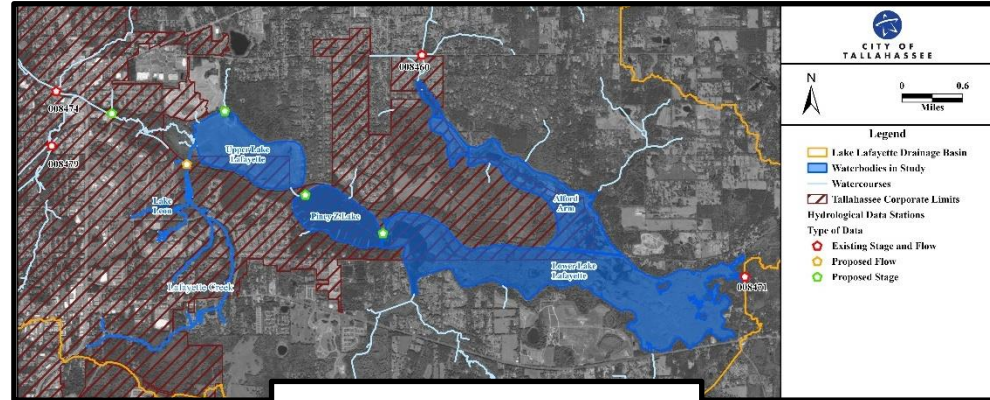 008460
008474
008479
Upper Lake
Lafayette
Lake
Leon
Piney Z Lake
Alford
Arm
Lower Lake
Lafayette
Lafayette Creek
008471
CITY OF
TALLAHASSEE
N
0 0.6
Miles
Legend
Lake Lafayette Drainage Basin
Waterbodies in Study
Watercourses
Tallahassee Corporate Limits
Hydrological Data Stations
Type of Data
Existing Stage and Flow
Proposed Flow
Proposed Stage